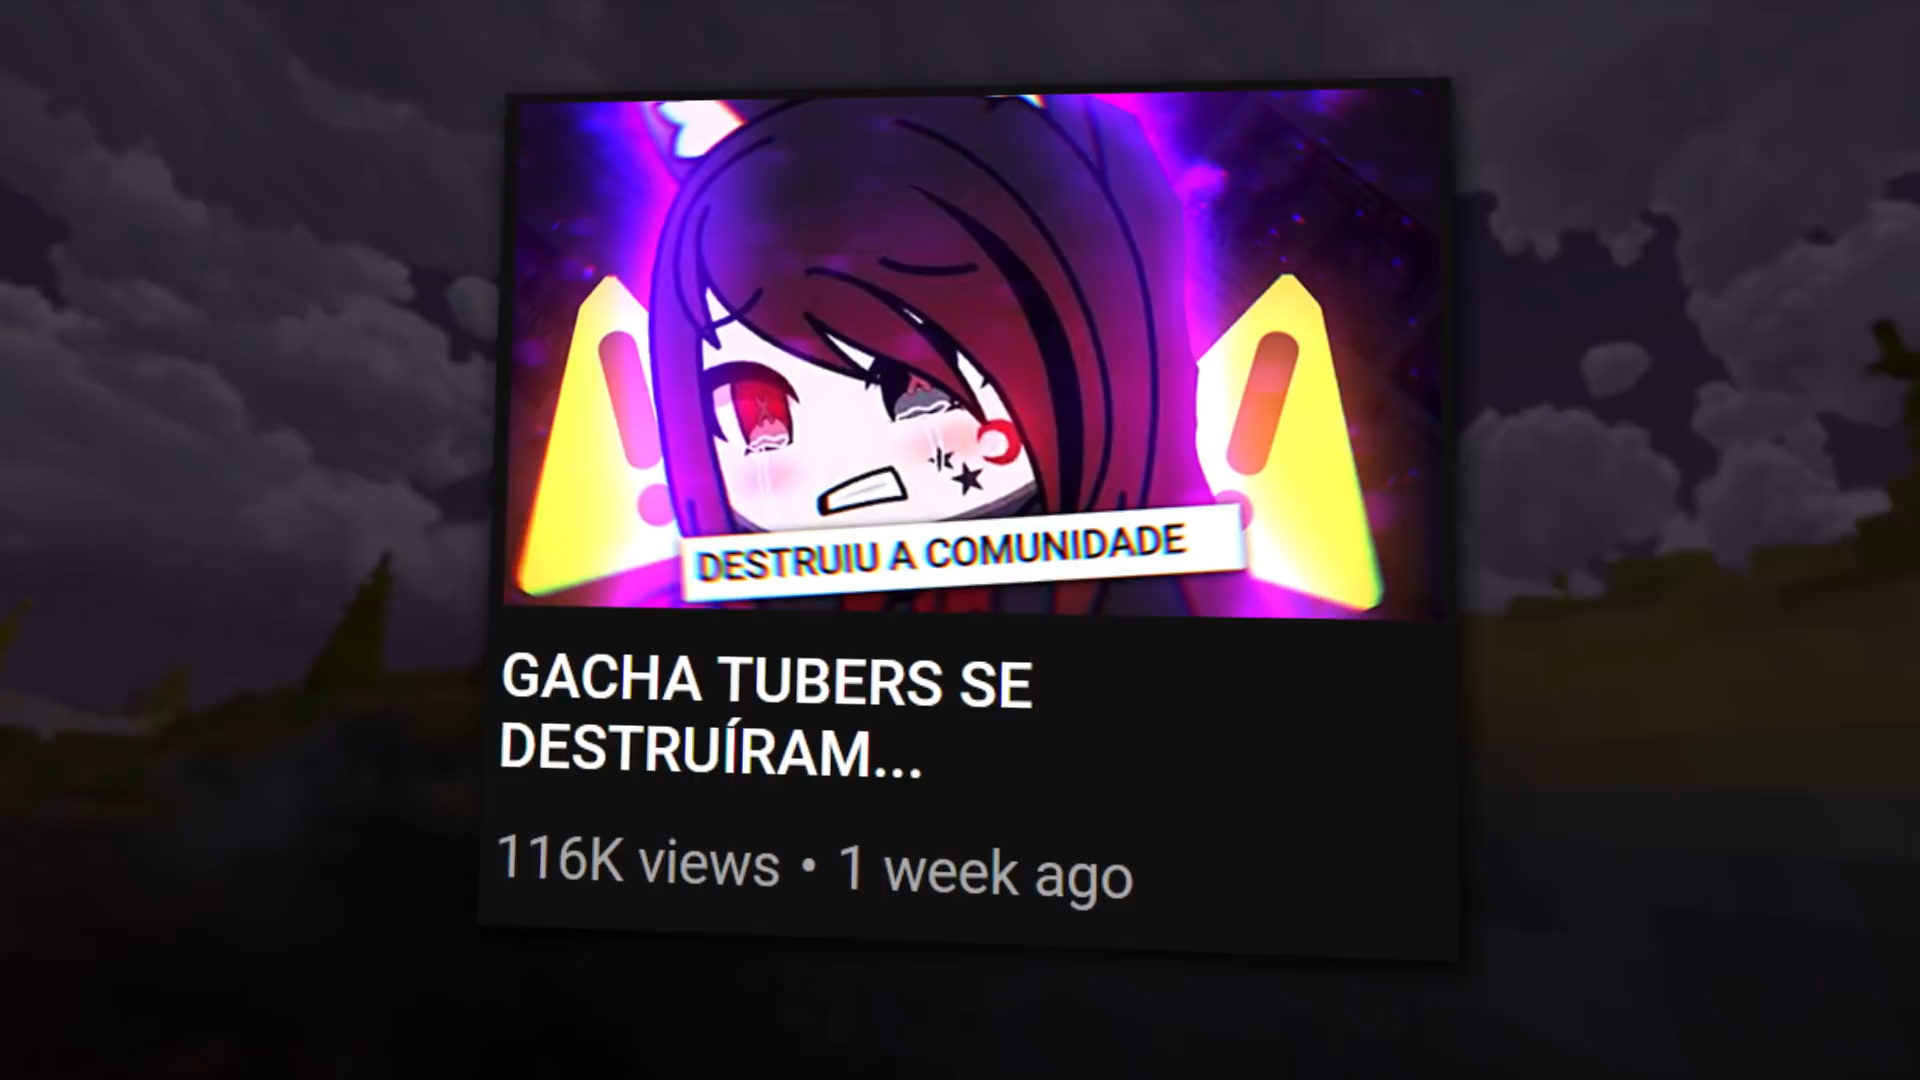 DESTRUIU A COMUNIDADE
GACHA TUBERS SE
DESTRUÍRAM...
116K views • 1 week ago